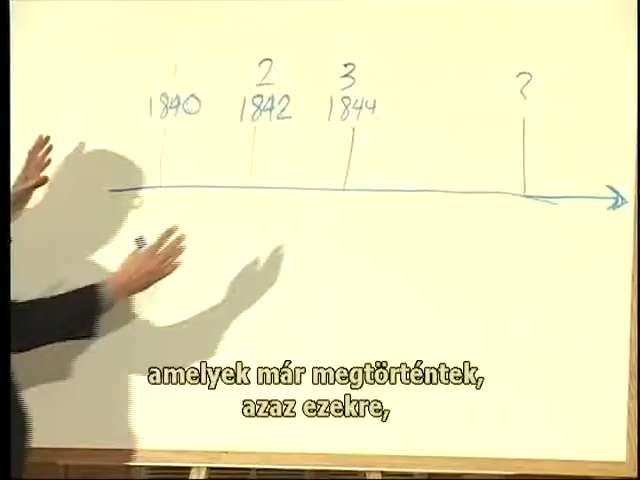 2 3 ?
1840 1842 1844
amelyek már megtörténtek,
azaz ezekre,